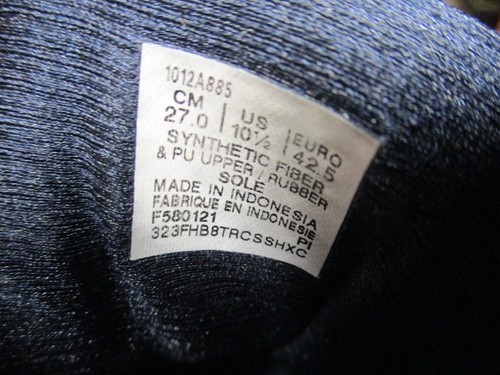 1012A885
CM | US | EURO
27.0 | 10½ | 42.5
SYNTHETIC FIBER
& PU UPPER / RUBBER
SOLE
MADE IN INDONESIA
FABRIQUE EN INDONESIE
F580121 PI
323FHB8TRCSSHXC